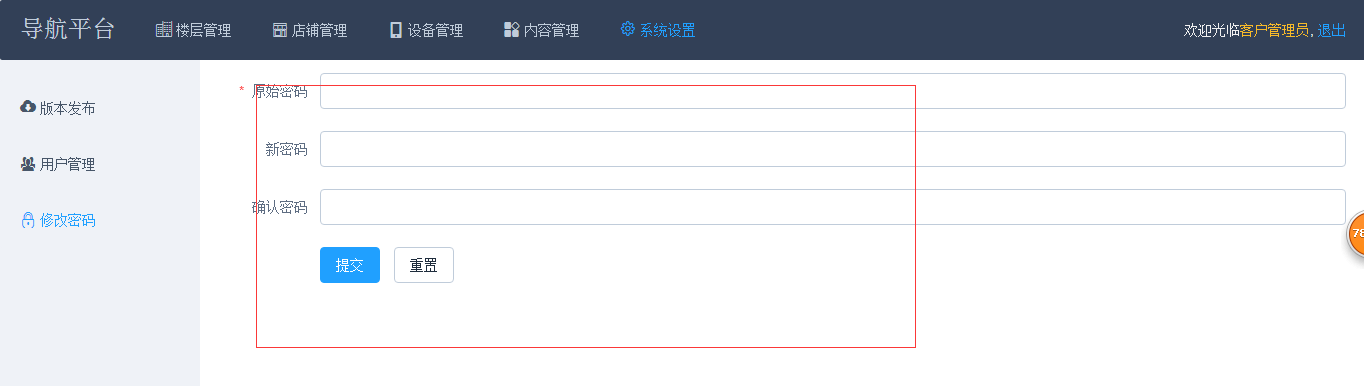 导航平台 楼层管理 店铺管理 设备管理 内容管理 系统设置 欢迎光临客户管理员, 退出
版本发布
用户管理
修改密码
* 原始密码
新密码
确认密码
提交 重置
78